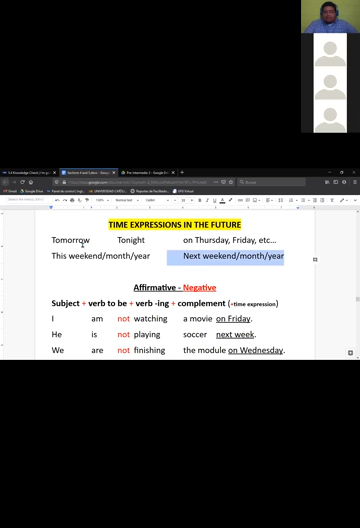 TIME EXPRESSIONS IN THE FUTURE
Tomorrow Tonight on Thursday, Friday, etc...
This weekend/month/year Next weekend/month/year
Affirmative - Negative
Subject + verb to be + verb -ing + complement (+time expression)
I am not watching a movie on Friday.
He is not playing soccer next week.
We are not finishing the module on Wednesday.